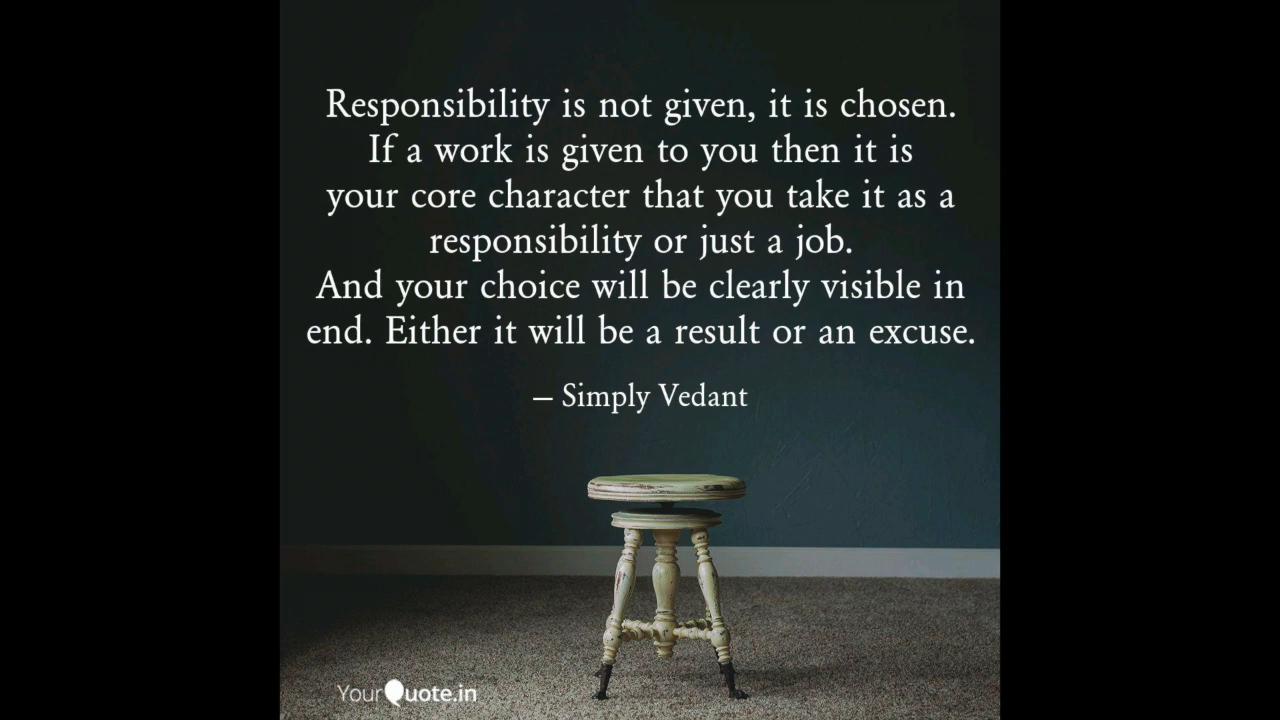 Responsibility is not given, it is chosen.
If a work is given to you then it is
your core character that you take it as a
responsibility or just a job.
And your choice will be clearly visible in
end. Either it will be a result or an excuse.
– Simply Vedant
YourQuote.in